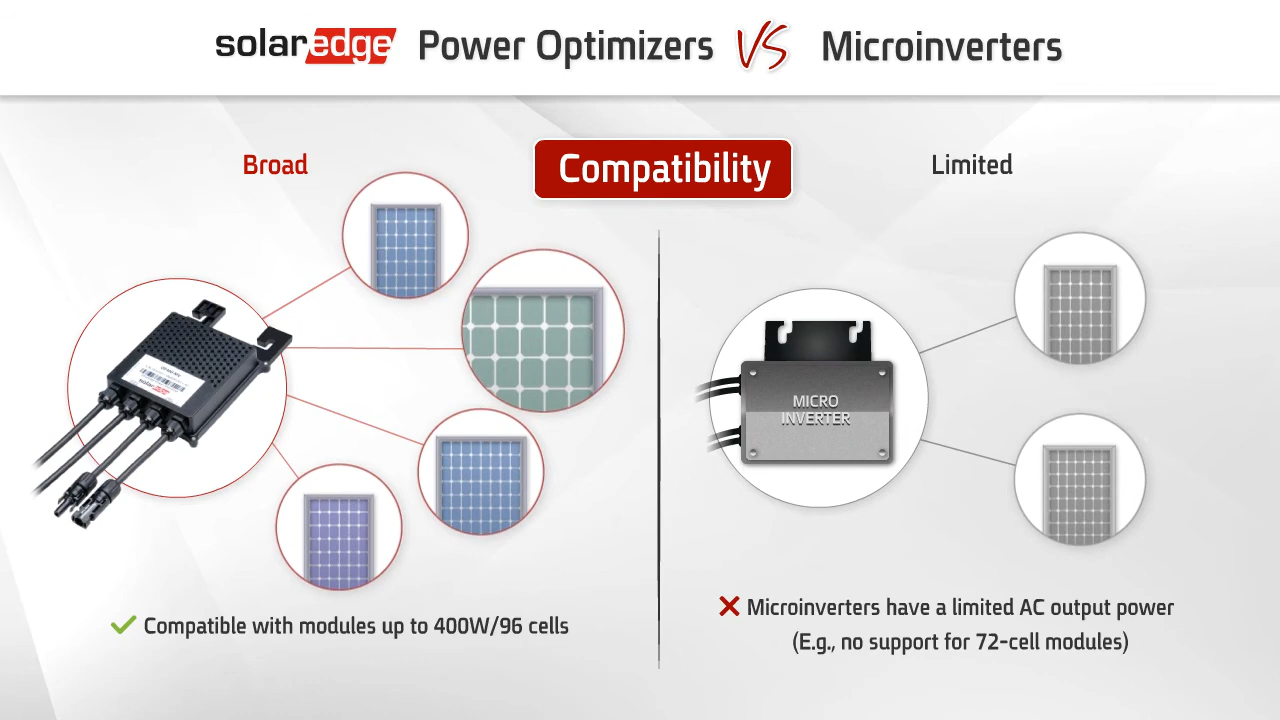 solaredge Power Optimizers VS Microinverters
Compatibility
Broad
Limited
solaredge
MICRO
INVERTER
Compatible with modules up to 400W/96 cells
Microinverters have a limited AC output power
(E.g., no support for 72-cell modules)